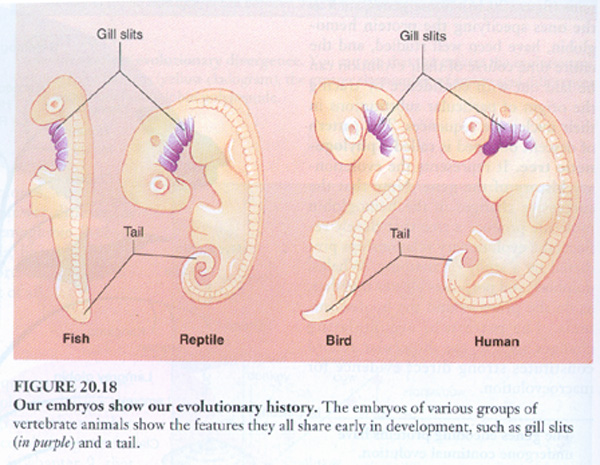 Gill slits
Gill slits
Tail
Tail
Fish
Reptile
Bird
Human
FIGURE 20.18
Our embryos show our evolutionary history. The embryos of various groups of
vertebrate animals show the features they all share early in development, such as gill slits
(in purple) and a tail.